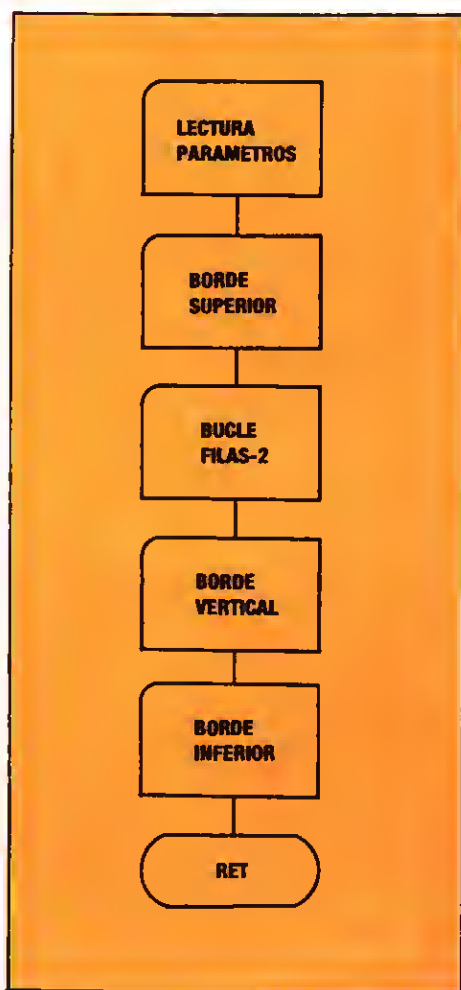 LECTURA
PARAMETROS
BORDE
SUPERIOR
BUCLE
FILAS-2
BORDE
VERTICAL
BORDE
INFERIOR
RET